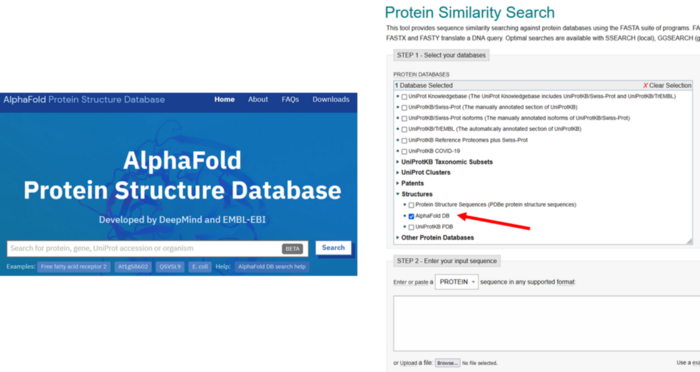 AlphaFold Protein Structure Database
Home About FAQs Downloads
AlphaFold
Protein Structure Database
Developed by DeepMind and EMBL-EBI
Search for protein, gene, UniProt accession or organism BETA Search
Examples: Free fatty acid receptor 2 At1g58602 Q5VSL9 E. coli Help: AlphaFold DB search help
Protein Similarity Search
This tool provides sequence similarity searching against protein databases using the FASTA suite of programs. FA
FASTX and FASTY translate a DNA query. Optimal searches are available with SSEARCH (local), GGSEARCH (g
STEP 1 - Select your databases
PROTEIN DATABASES
1 Database Selected X Clear Selection
UniProt Knowledgebase (The UniProt Knowledgebase includes UniProtKB/Swiss-Prot and UniProtKB/TrEMBL)
UniProtKB/Swiss-Prot (The manually annotated section of UniProtKB)
UniProtKB/Swiss-Prot isoforms (The manually annotated isoforms of UniProtKB/Swiss-Prot)
UniProtKB/TrEMBL (The automatically annotated section of UniProtKB)
UniProtKB Reference Proteomes plus Swiss-Prot
UniProtKB COVID-19
UniProtKB Taxonomic Subsets
UniProt Clusters
Patents
Structures
Protein Structure Sequences (PDBe protein structure sequences)
AlphaFold DB
UniProtKB PDB
Other Protein Databases
STEP 2 - Enter your input sequence
Enter or paste a PROTEIN sequence in any supported format:
or Upload a file: Browse... No file selected. Use a